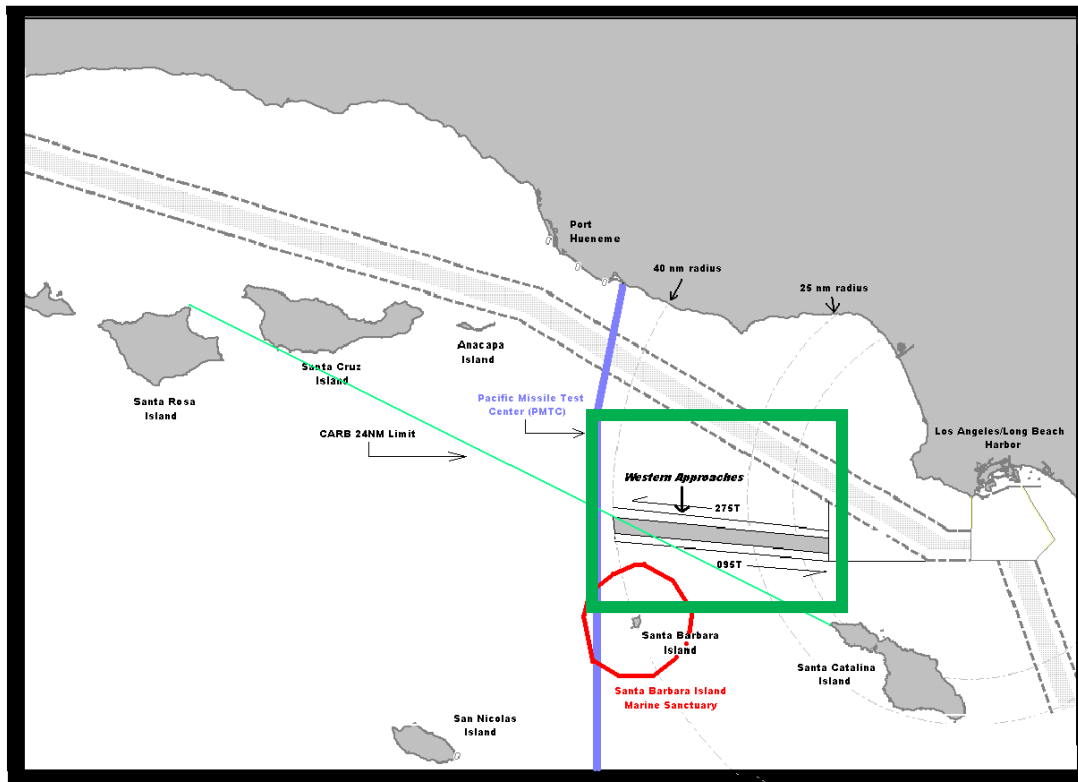 Port
Hueneme
40 nm radius
25 nm radius
Anacapa
Island
Santa Cruz
Island
Santa Rosa
Island
Pacific Missile Test
Center (PMTC)
CARB 24NM Limit
Los Angeles/Long Beach
Harbor
Western Approaches
275T
095T
Santa Barbara
Island
Santa Catalina
Island
Santa Barbara Island
Marine Sanctuary
San Nicolas
Island